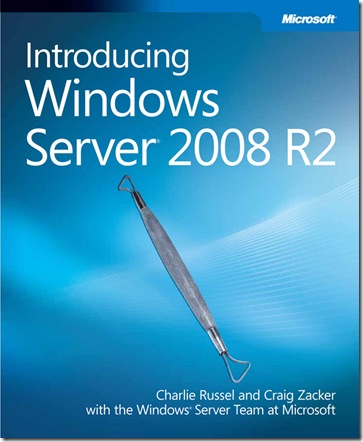 Microsoft®
Introducing
Windows
Server® 2008 R2
Charlie Russel and Craig Zacker
with the Windows® Server Team at Microsoft